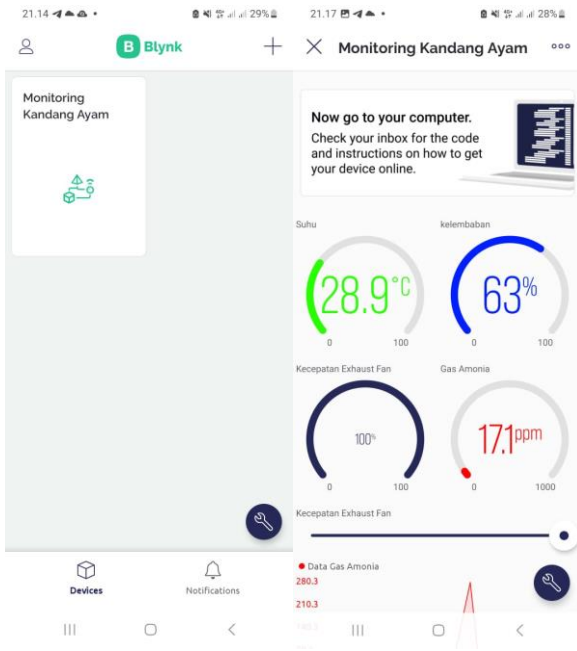 21.14
29%
B Blynk
Monitoring
Kandang Ayam
Devices
Notifications
21.17
28%
Monitoring Kandang Ayam
Now go to your computer.
Check your inbox for the code
and instructions on how to get
your device online.
Suhu
28.9°C
0 100
kelembaban
63%
0 100
Kecepatan Exhaust Fan
100%
0 100
Gas Amonia
17.1ppm
0 1000
Kecepatan Exhaust Fan
Data Gas Amonia
280.3
210.3